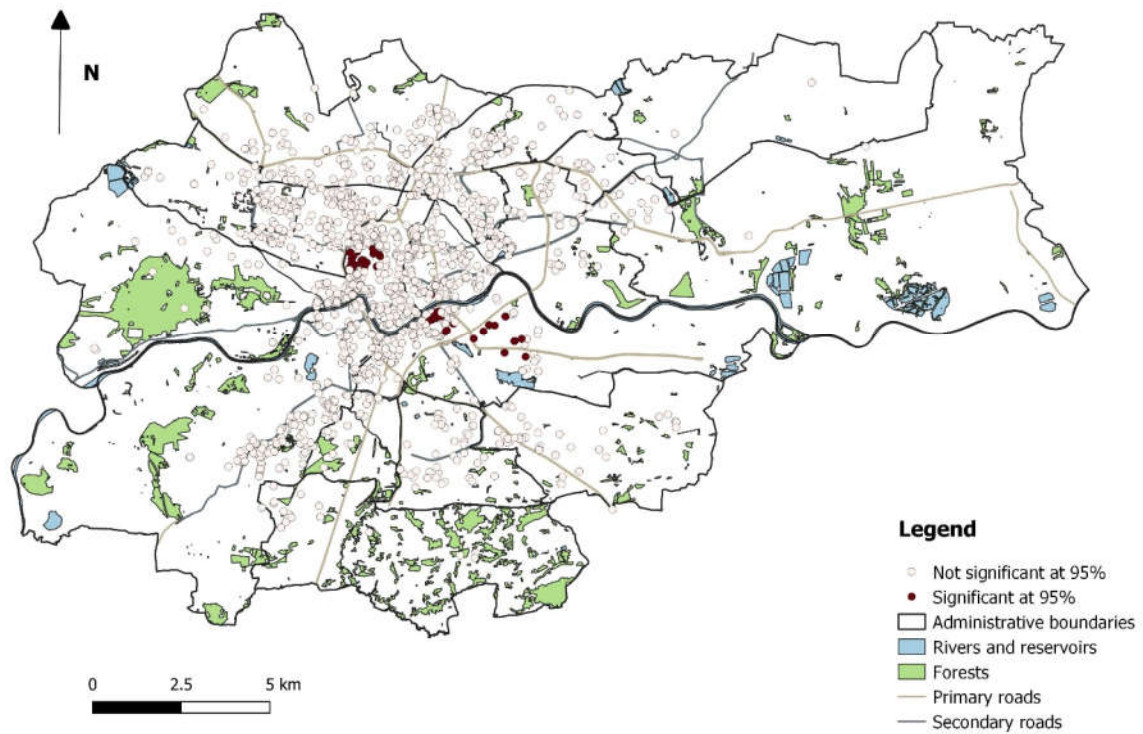 N
Legend
Not significant at 95%
Significant at 95%
Administrative boundaries
Rivers and reservoirs
Forests
Primary roads
Secondary roads
0 2.5 5 km